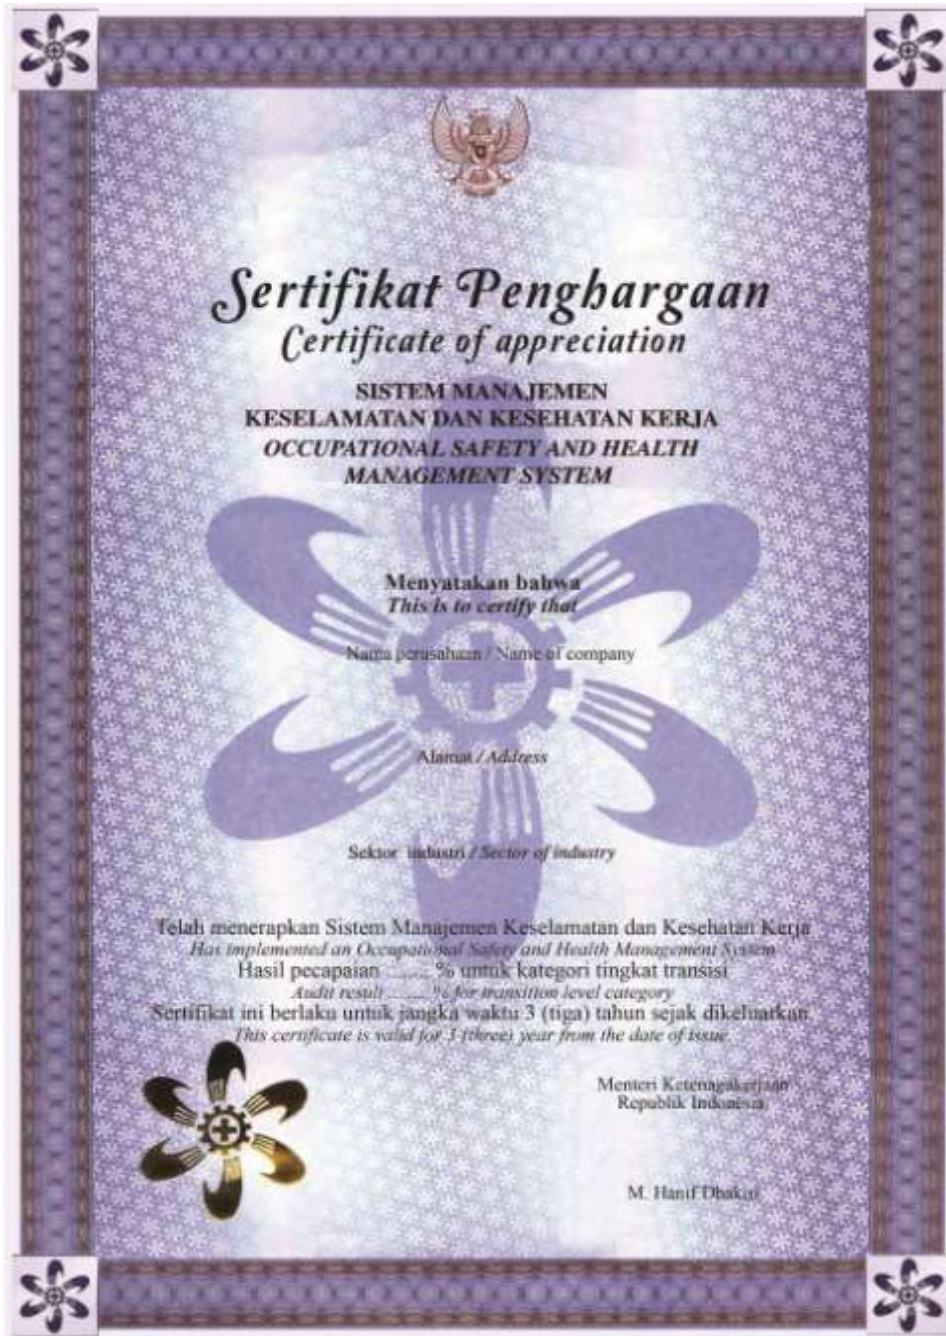 Sertifikat Penghargaan
Certificate of appreciation
SISTEM MANAJEMEN
KESELAMATAN DAN KESEHATAN KERJA
OCCUPATIONAL SAFETY AND HEALTH
MANAGEMENT SYSTEM
Menyatakan bahwa
This is to certify that
Nama perusahaan / Name of company
Alamat / Address
Sektor industri / Sector of industry
Telah menerapkan Sistem Manajemen Keselamatan dan Kesehatan Kerja
Has implemented an Occupational Safety and Health Management System
Hasil pecapaian ........ % untuk kategori tingkat transisi
Audit result ........ % for transition level category
Sertifikat ini berlaku untuk jangka waktu 3 (tiga) tahun sejak dikeluarkan
This certificate is valid for 3 (three) year from the date of issue
Menteri Ketenagakerjaan
Republik Indonesia
M. Hanif Dhakiri